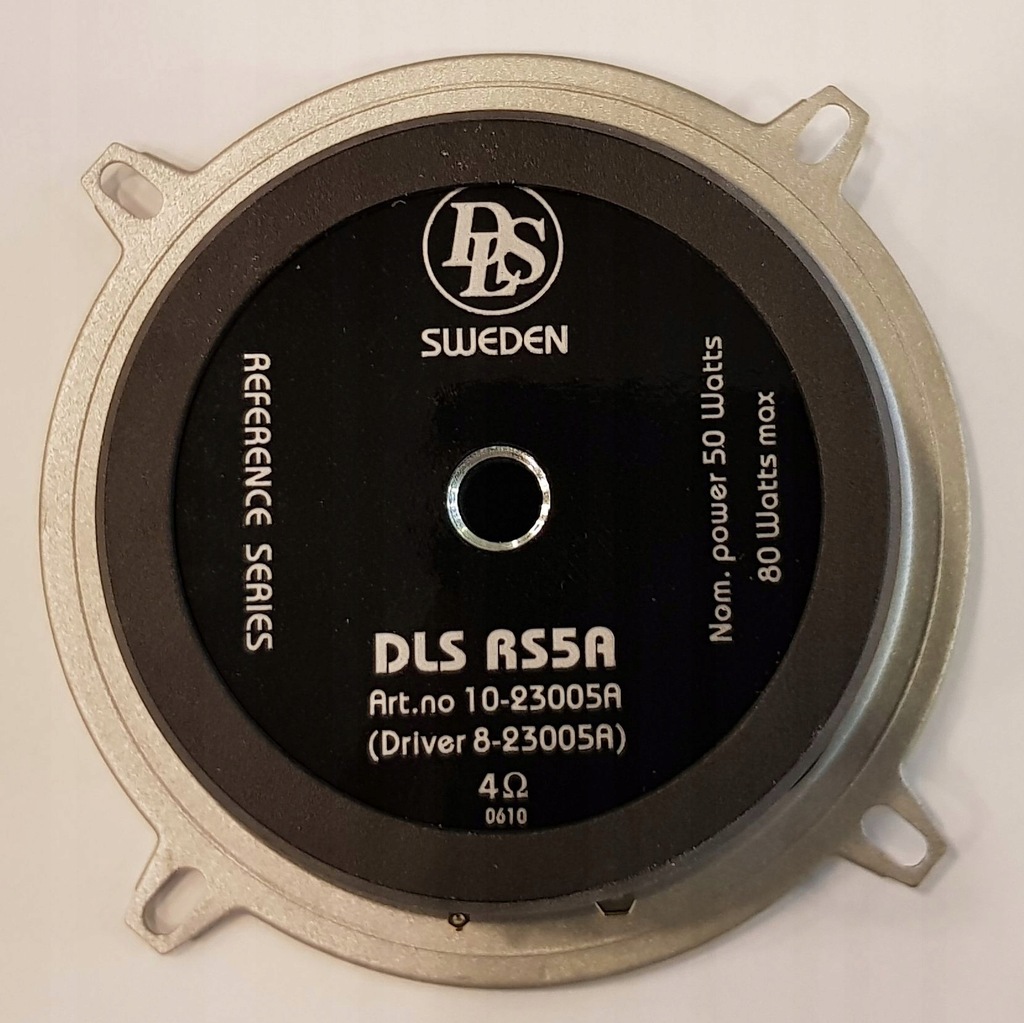 DLS
SWEDEN
REFERENCE SERIES
Nom. power 50 Watts
80 Watts max
DLS RS5A
Art.no 10-23005A
(Driver 8-23005A)
4Ω
0610